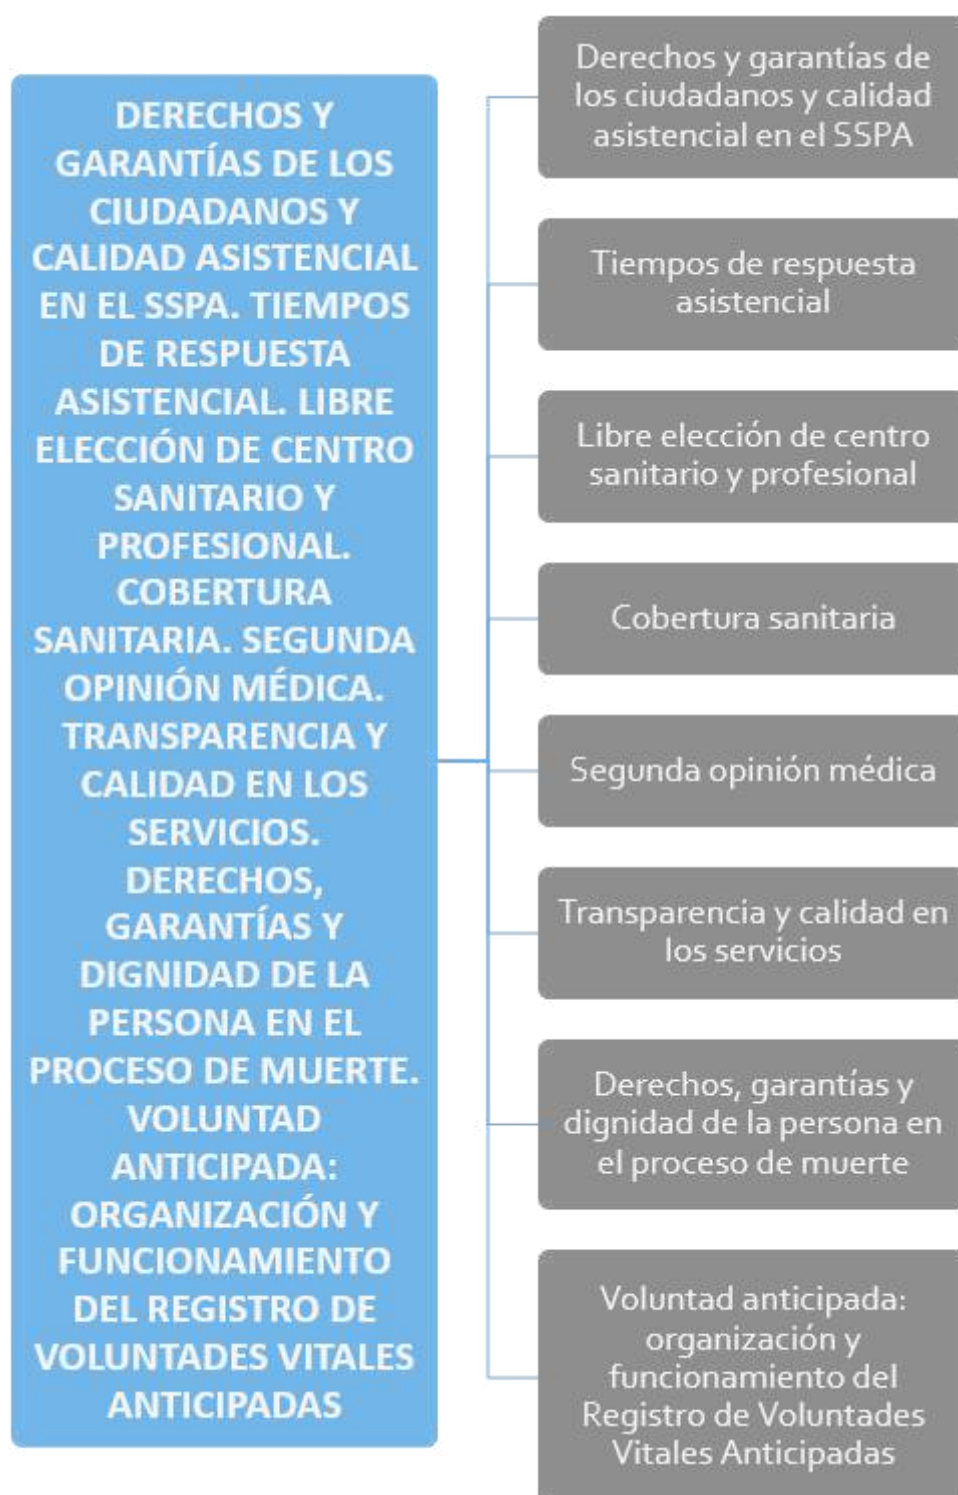 DERECHOS Y
GARANTÍAS DE LOS
CIUDADANOS Y
CALIDAD ASISTENCIAL
EN EL SSPA. TIEMPOS
DE RESPUESTA
ASISTENCIAL. LIBRE
ELECCIÓN DE CENTRO
SANITARIO Y
PROFESIONAL.
COBERTURA
SANITARIA. SEGUNDA
OPINIÓN MÉDICA.
TRANSPARENCIA Y
CALIDAD EN LOS
SERVICIOS.
DERECHOS,
GARANTÍAS Y
DIGNIDAD DE LA
PERSONA EN EL
PROCESO DE MUERTE.
VOLUNTAD
ANTICIPADA:
ORGANIZACIÓN Y
FUNCIONAMIENTO
DEL REGISTRO DE
VOLUNTADES VITALES
ANTICIPADAS
Derechos y garantías de
los ciudadanos y calidad
asistencial en el SSPA
Tiempos de respuesta
asistencial
Libre elección de centro
sanitario y profesional
Cobertura sanitaria
Segunda opinión médica
Transparencia y calidad en
los servicios
Derechos, garantías y
dignidad de la persona en
el proceso de muerte
Voluntad anticipada:
organización y
funcionamiento del
Registro de Voluntades
Vitales Anticipadas